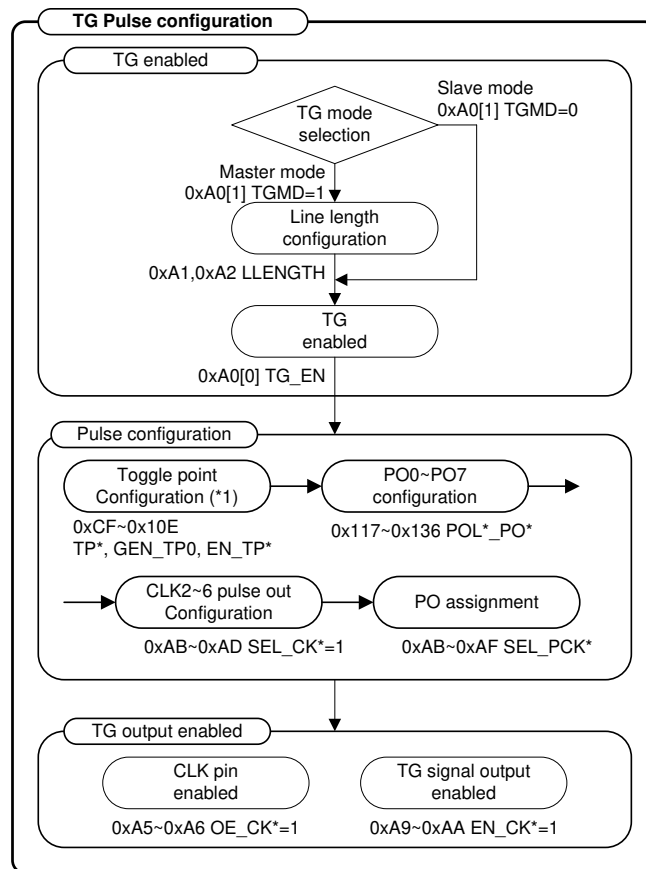 TG Pulse configuration
TG enabled
Slave mode
0xA0[1] TGMD=0
TG mode
selection
Master mode
0xA0[1] TGMD=1
Line length
configuration
0xA1,0xA2 LLENGTH
TG
enabled
0xA0[0] TG_EN
Pulse configuration
Toggle point
Configuration (*1)
PO0~PO7
configuration
0xCF~0x10E
TP*, GEN_TP0, EN_TP*
0x117~0x136 POL*_PO*
CLK2~6 pulse out
Configuration
PO assignment
0xAB~0xAD SEL_CK*=1
0xAB~0xAF SEL_PCK*
TG output enabled
CLK pin
enabled
TG signal output
enabled
0xA5~0xA6 OE_CK*=1
0xA9~0xAA EN_CK*=1